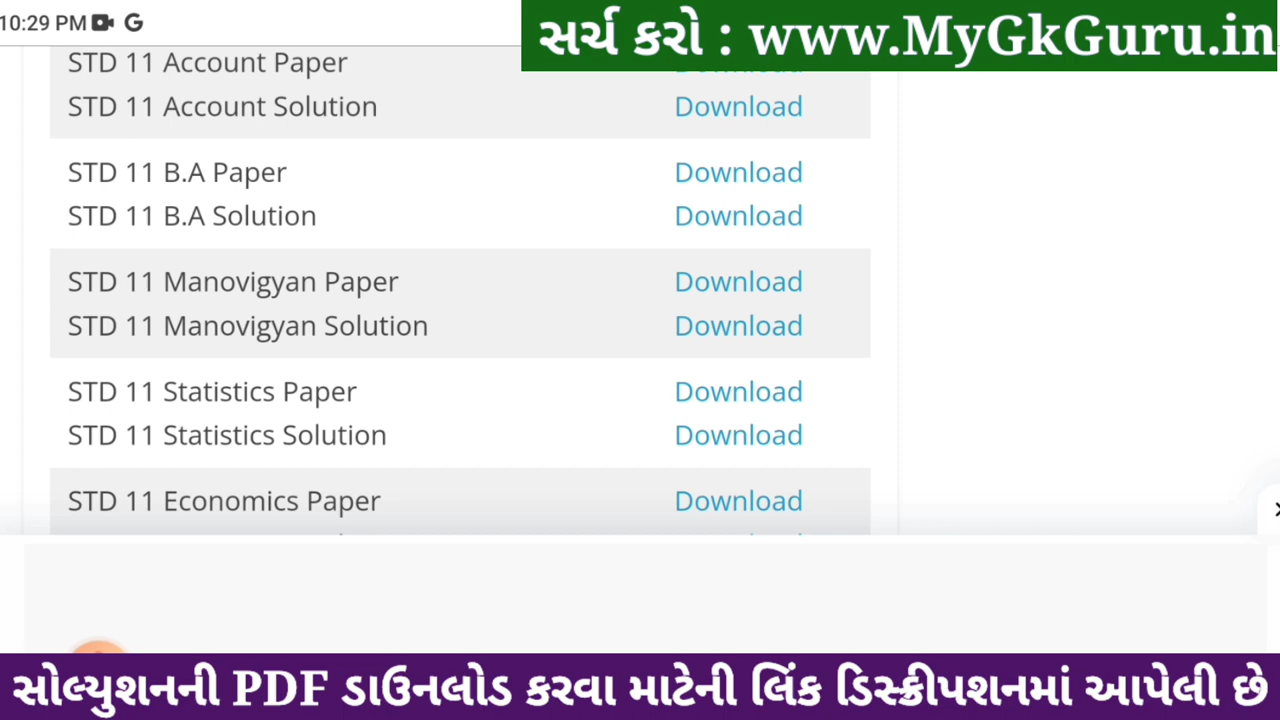 10:29 PM
સર્ચ કરો : www.MyGkGuru.in
STD 11 Account Paper
STD 11 Account Solution Download
STD 11 B.A Paper Download
STD 11 B.A Solution Download
STD 11 Manovigyan Paper Download
STD 11 Manovigyan Solution Download
STD 11 Statistics Paper Download
STD 11 Statistics Solution Download
STD 11 Economics Paper Download
સોલ્યુશનની PDF ડાઉનલોડ કરવા માટેની લિંક ડિસ્ક્રીપશનમાં આપેલી છે